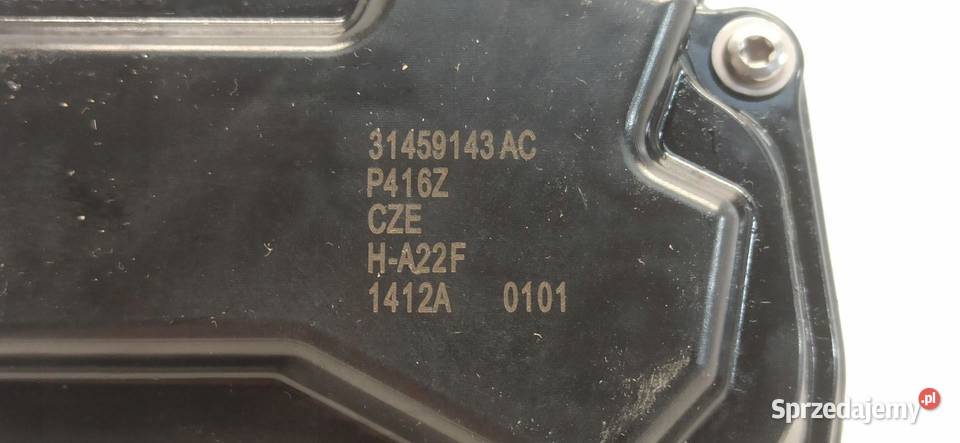 31459143 AC
P416Z
CZE
H-A22F
1412A 0101
Sprzedajemy.pl